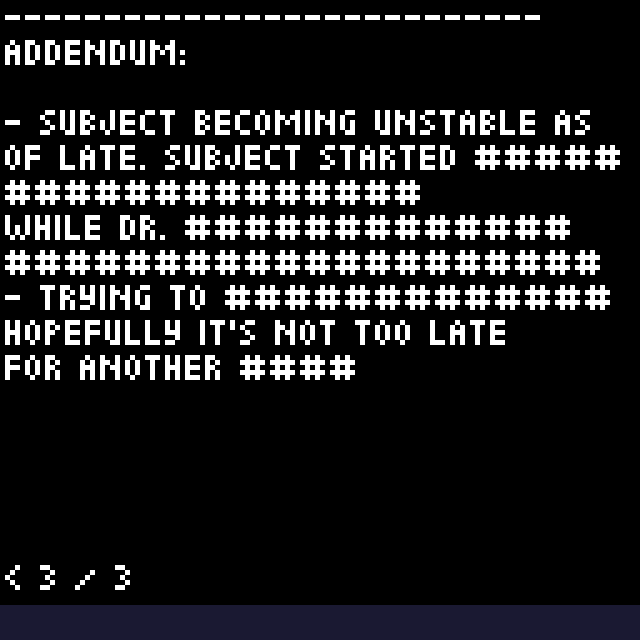 ---------------------------
ADDENDUM:
- SUBJECT BECOMING UNSTABLE AS
OF LATE. SUBJECT STARTED #####
##############
WHILE DR. #############
####################
- TRYING TO #############
HOPEFULLY IT'S NOT TOO LATE
FOR ANOTHER ####
< 3 / 3